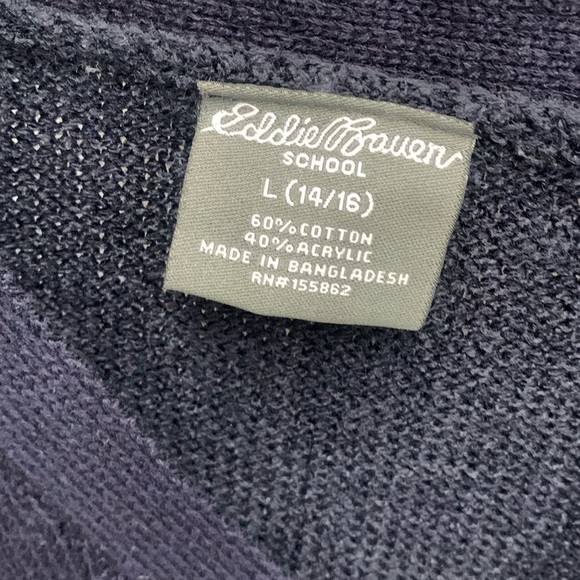 Eddie Bauer
SCHOOL
L (14/16)
60% COTTON
40% ACRYLIC
MADE IN BANGLADESH
RN#155862